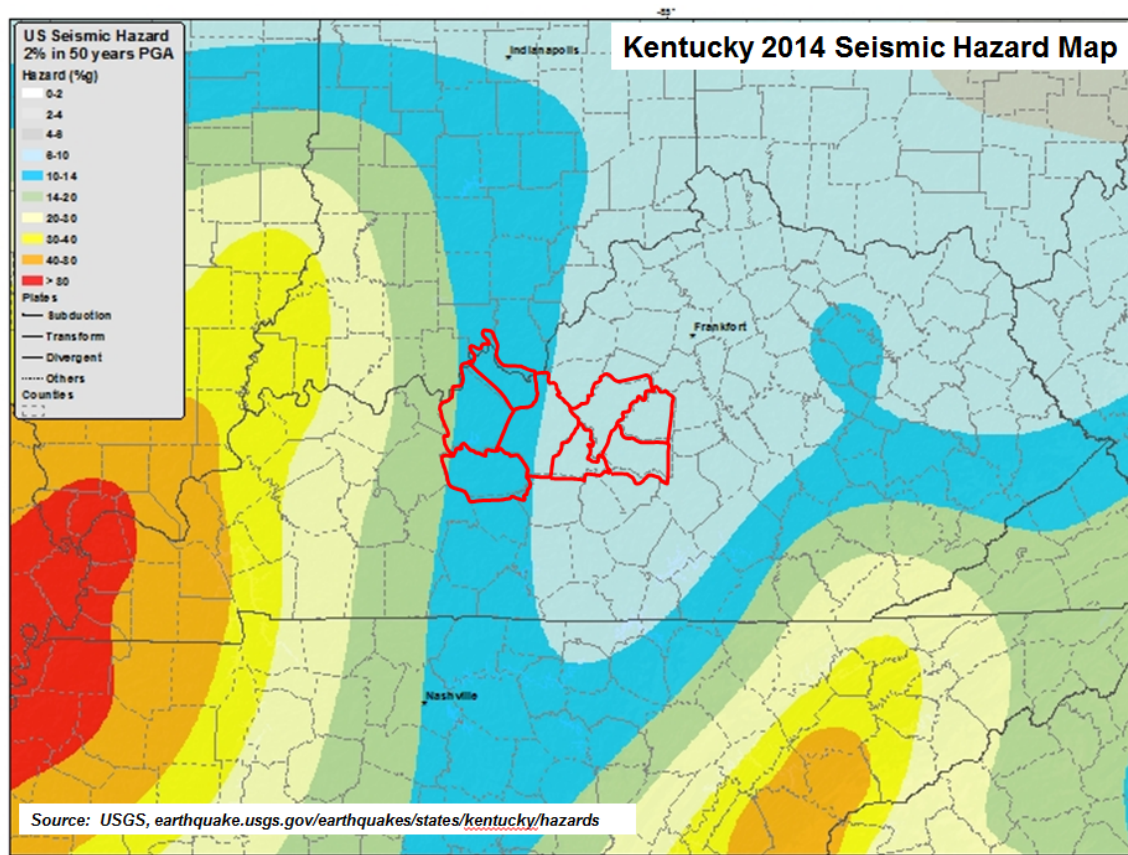 -85°
US Seismic Hazard
2% in 50 years PGA
Hazard (%g)
0-2
2-4
4-6
6-10
10-14
14-20
20-30
30-40
40-80
> 80
Plates
Subduction
Transform
Divergent
Others
Counties
Kentucky 2014 Seismic Hazard Map
Indianapolis
Frankfort
Nashville
Source: USGS, earthquake.usgs.gov/earthquakes/states/kentucky/hazards